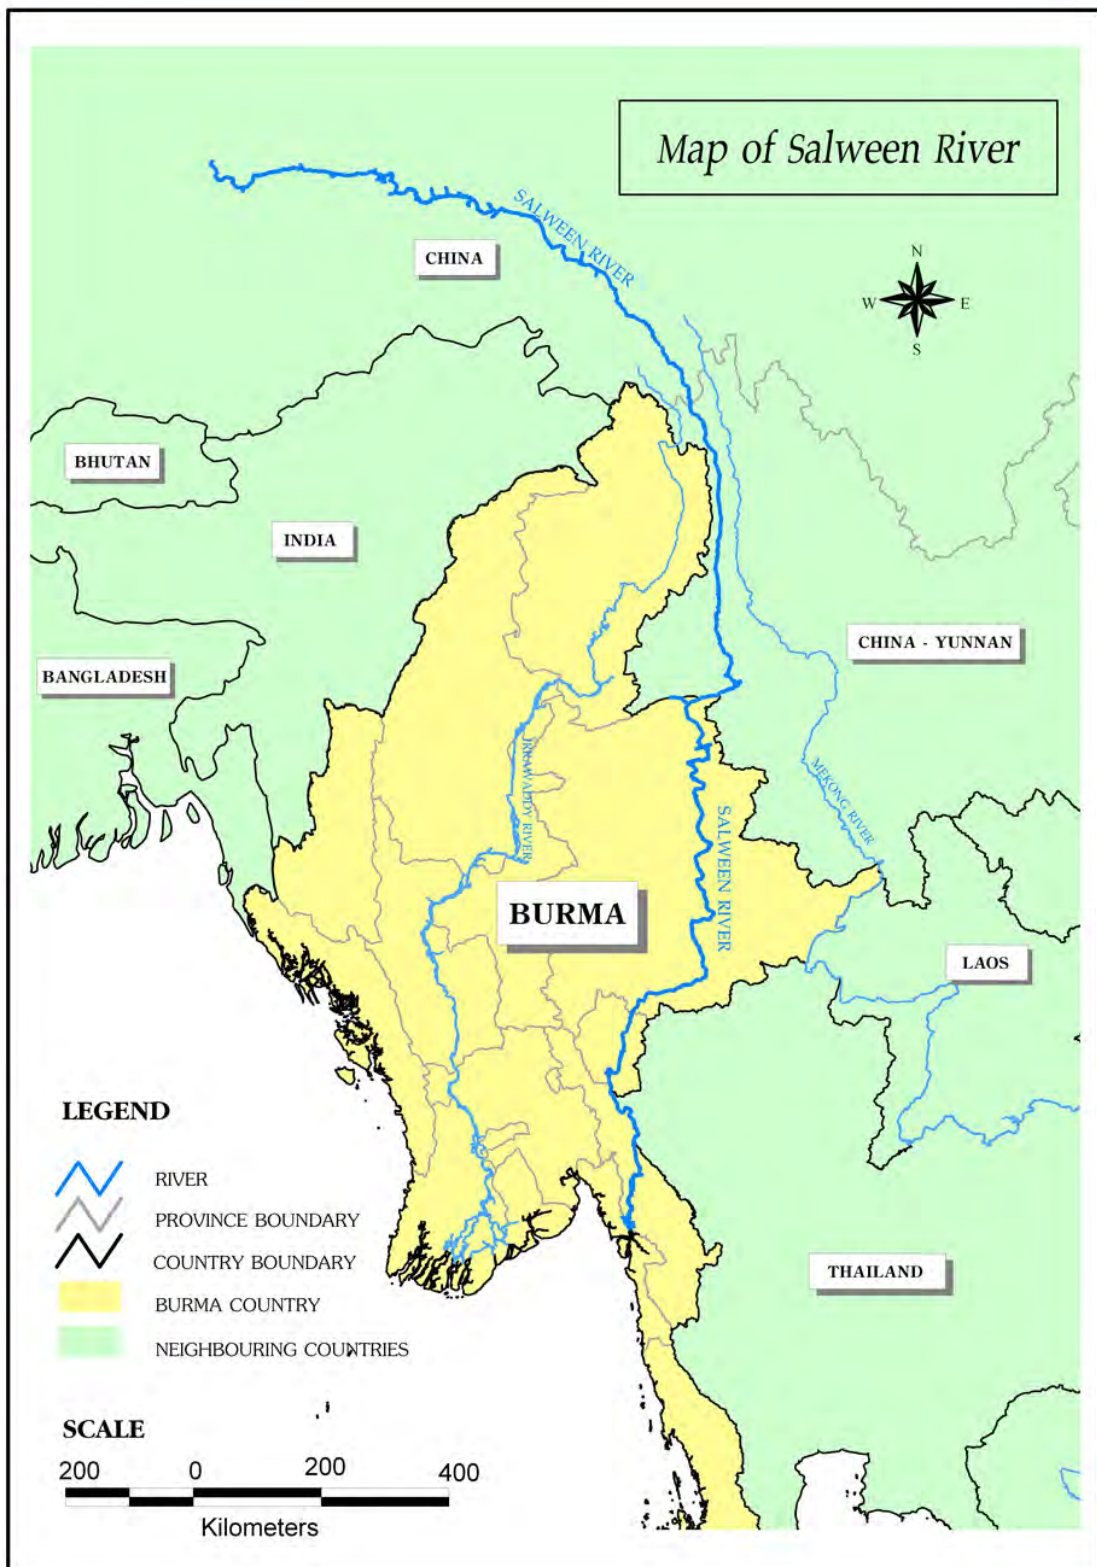 Map of Salween River
SALWEEN RIVER
CHINA
N
W
E
S
BHUTAN
INDIA
CHINA - YUNNAN
BANGLADESH
IRRAWADDY RIVER
MEKONG RIVER
SALWEEN RIVER
BURMA
LAOS
THAILAND
LEGEND
RIVER
PROVINCE BOUNDARY
COUNTRY BOUNDARY
BURMA COUNTRY
NEIGHBOURING COUNTRIES
SCALE
200 0 200 400
Kilometers